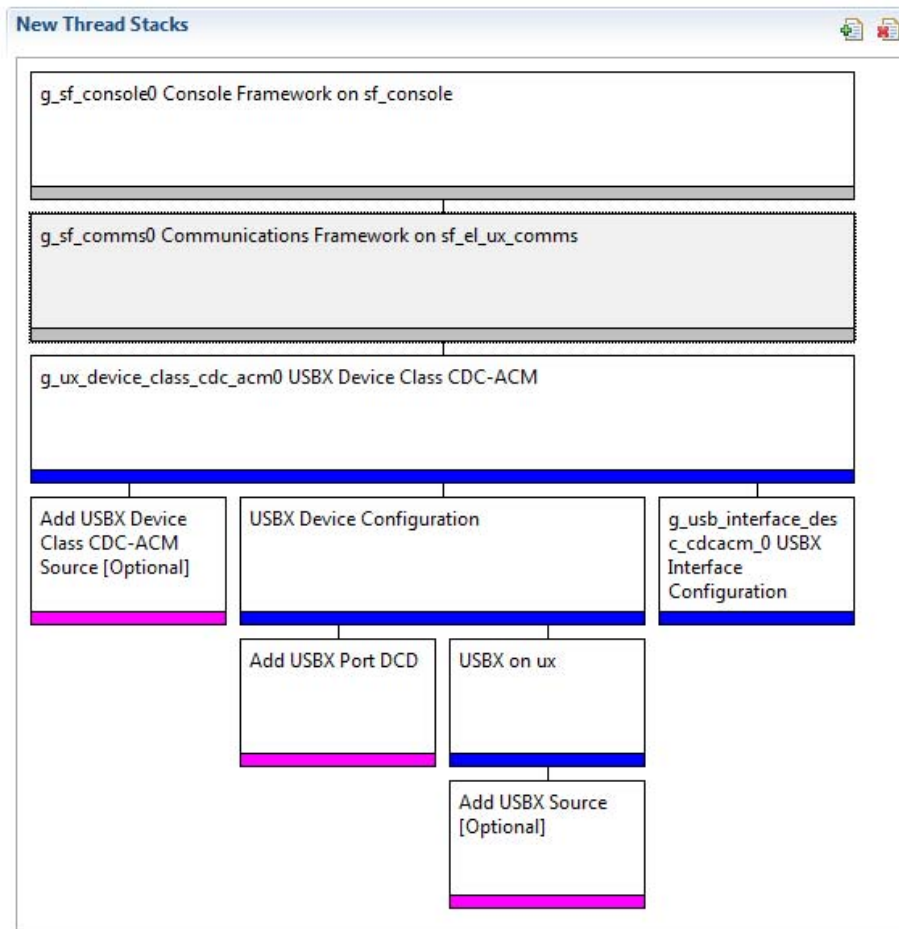 New Thread Stacks
g_sf_console0 Console Framework on sf_console
g_sf_comms0 Communications Framework on sf_el_ux_comms
g_ux_device_class_cdc_acm0 USBX Device Class CDC-ACM
Add USBX Device
Class CDC-ACM
Source [Optional]
USBX Device Configuration
g_usb_interface_des
c_cdcacm_0 USBX
Interface
Configuration
Add USBX Port DCD
USBX on ux
Add USBX Source
[Optional]